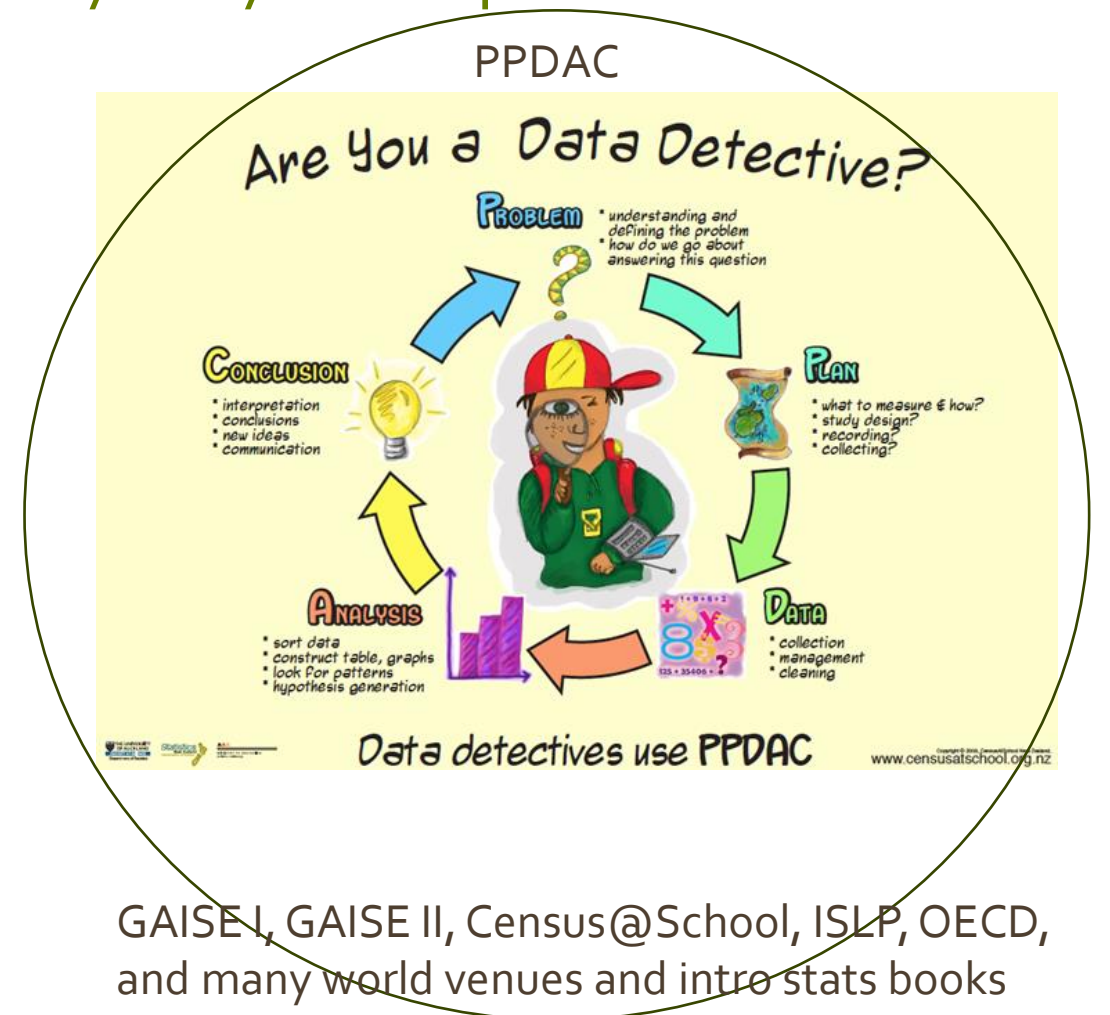 PPDAC
Are You a Data Detective?
PROBLEM
* understanding and
defining the problem
* how do we go about
answering this question
PLAN
* what to measure & how?
* study design?
* recording?
* collecting?
DATA
* collection
* management
* cleaning
ANALYSIS
* sort data
* construct table, graphs
* look for patterns
* hypothesis generation
CONCLUSION
* interpretation
* conclusions
* new ideas
* communication
Data detectives use PPDAC
www.censusatschool.org.nz
GAISE I, GAISE II, Census@School, ISLP, OECD,
and many world venues and intro stats books